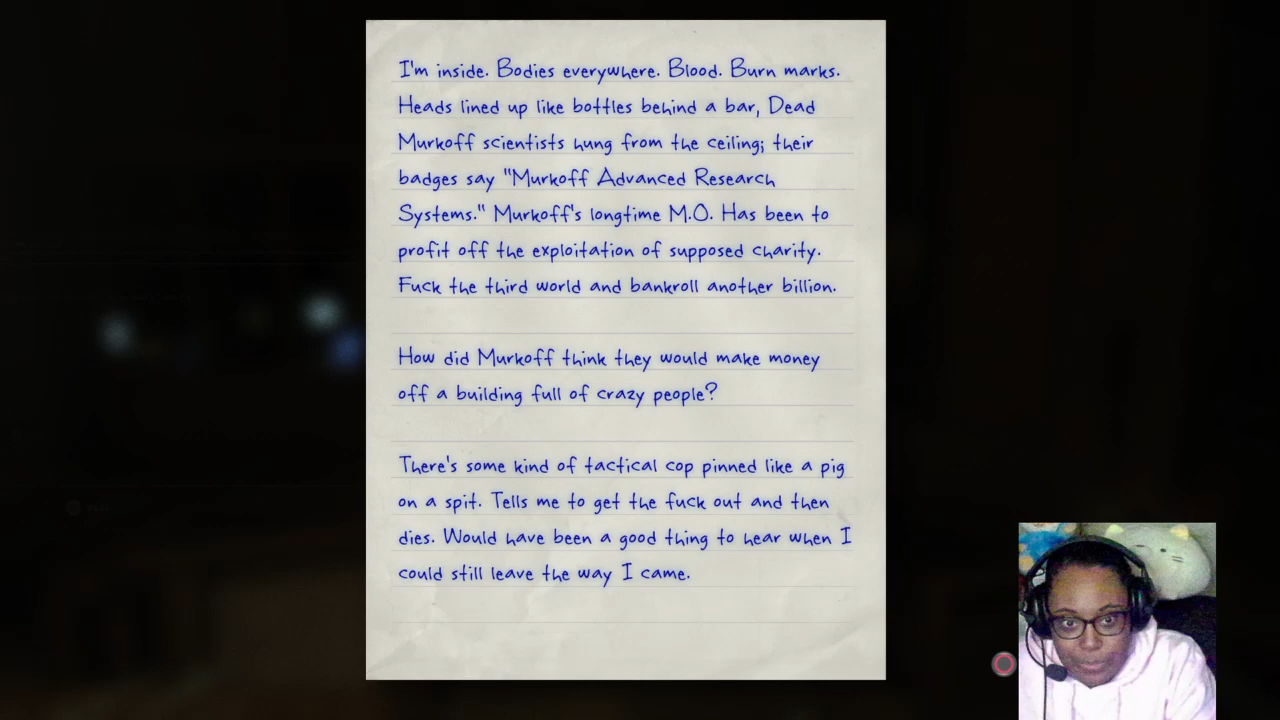 I'm inside. Bodies everywhere. Blood. Burn marks.
Heads lined up like bottles behind a bar, Dead
Murkoff scientists hung from the ceiling; their
badges say "Murkoff Advanced Research
Systems." Murkoff's longtime M.O. Has been to
profit off the exploitation of supposed charity.
Fuck the third world and bankroll another billion.
How did Murkoff think they would make money
off a building full of crazy people?
There's some kind of tactical cop pinned like a pig
on a spit. Tells me to get the fuck out and then
dies. Would have been a good thing to hear when I
could still leave the way I came.